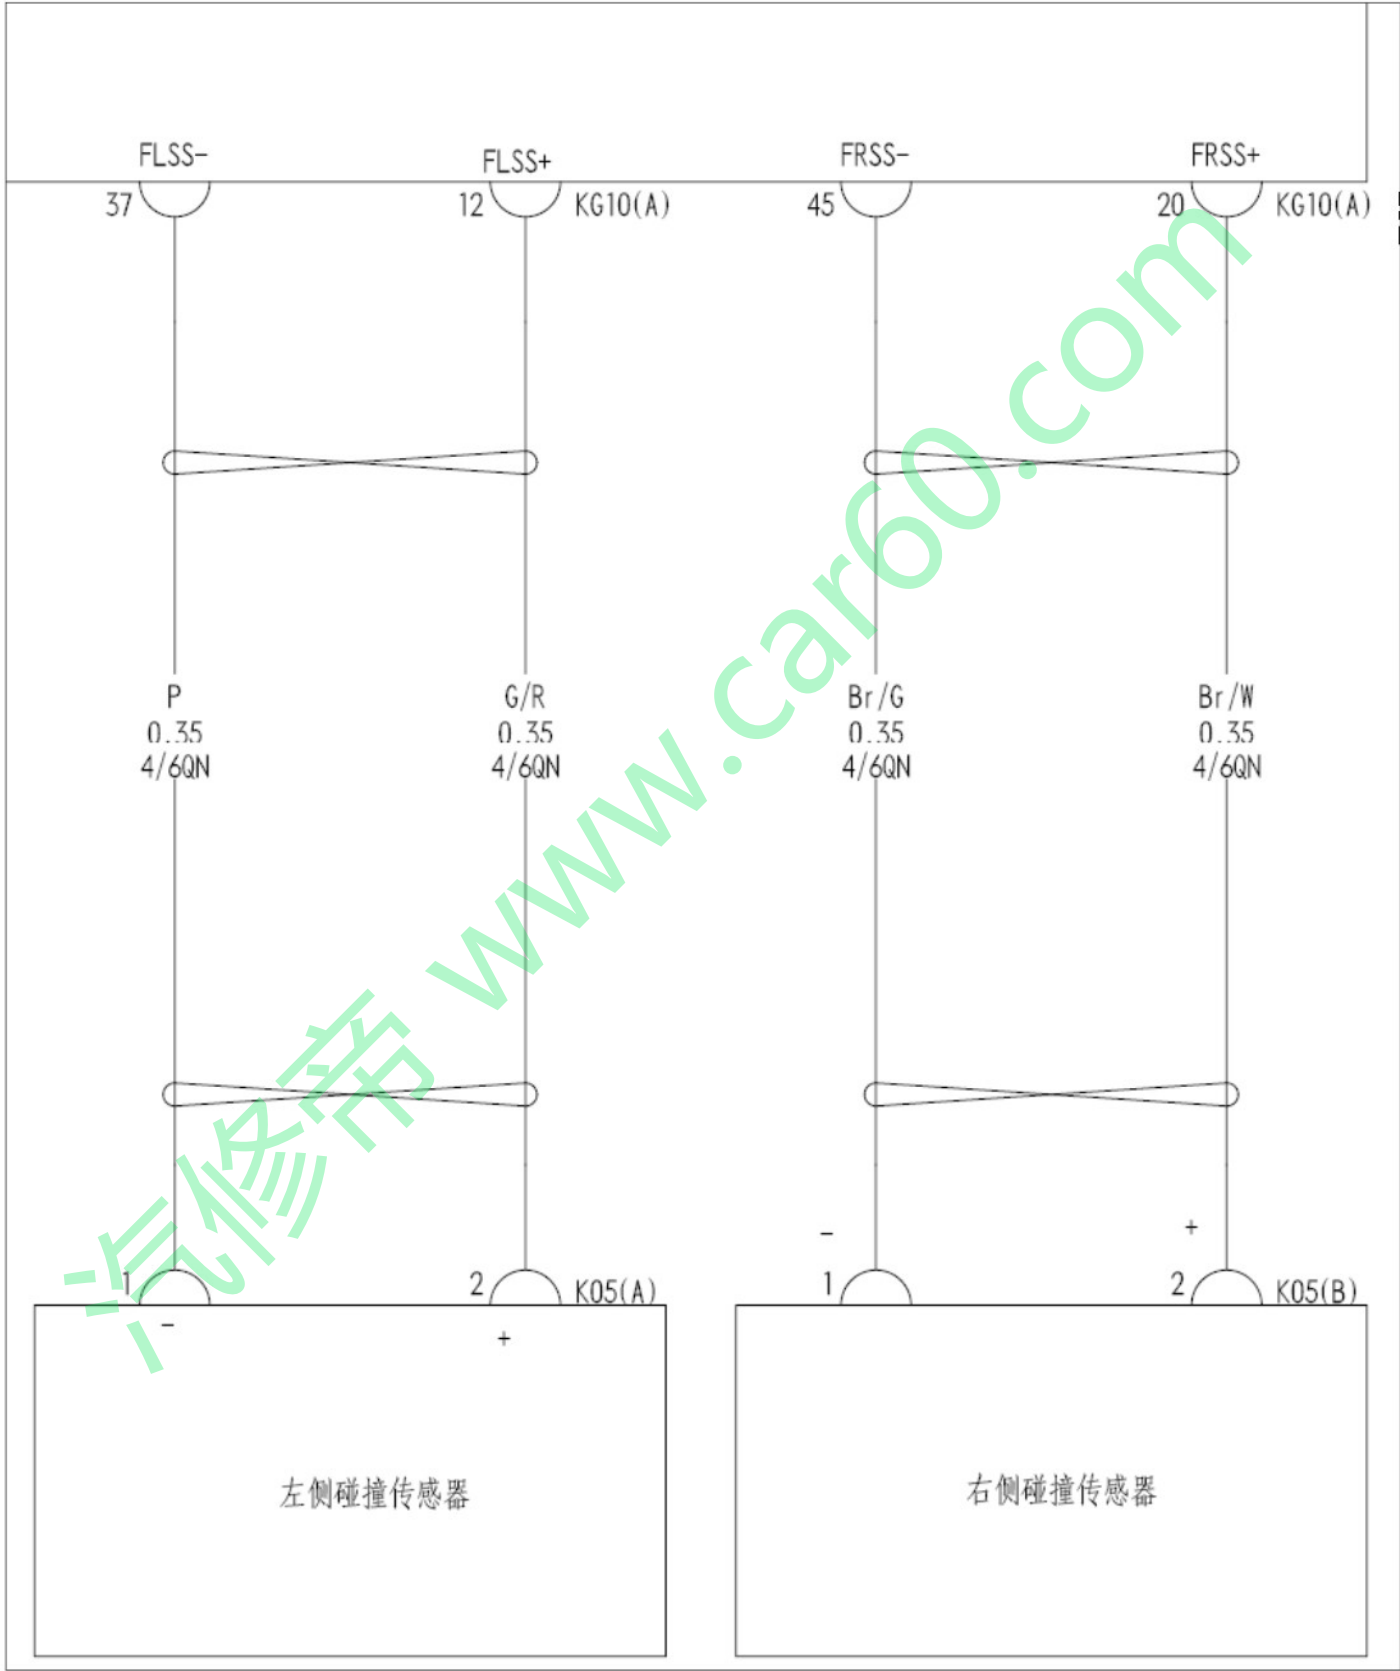 FLSS-
FLSS+
FRSS-
FRSS+
37
12
KG10(A)
45
20
KG10(A)
P
0.35
4/6QN
G/R
0.35
4/6QN
Br/G
0.35
4/6QN
Br/W
0.35
4/6QN
汽修帝 www.car60.com
-
+
1
2
K05(A)
1
2
K05(B)
-
+
左侧碰撞传感器
右侧碰撞传感器